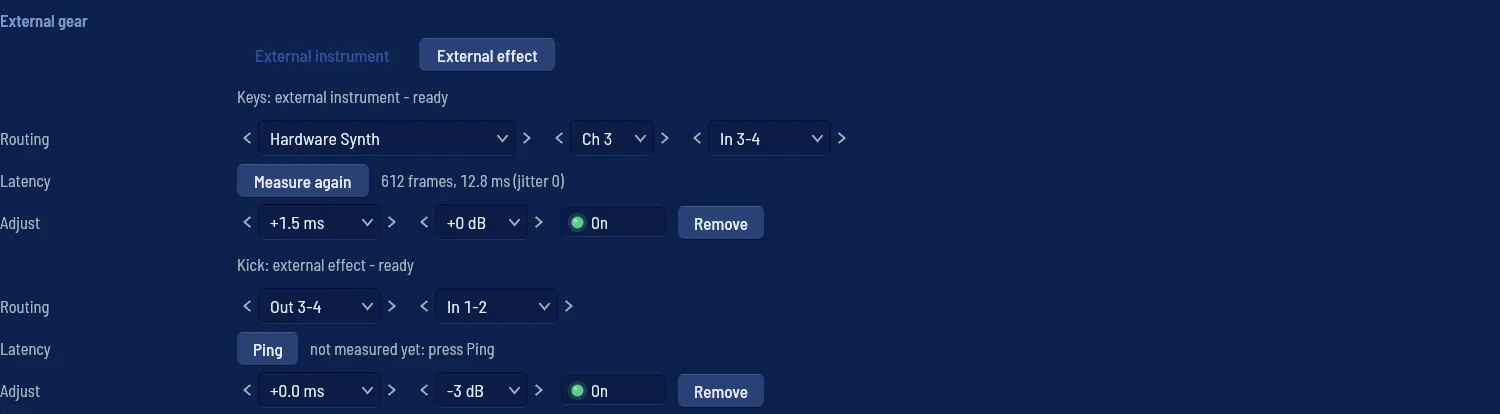 External gear
External instrument External effect
Keys: external instrument - ready
Routing Hardware Synth Ch 3 In 3-4
Latency Measure again 612 frames, 12.8 ms (jitter 0)
Adjust +1.5 ms +0 dB On Remove
Kick: external effect - ready
Routing Out 3-4 In 1-2
Latency Ping not measured yet: press Ping
Adjust +0.0 ms -3 dB On Remove